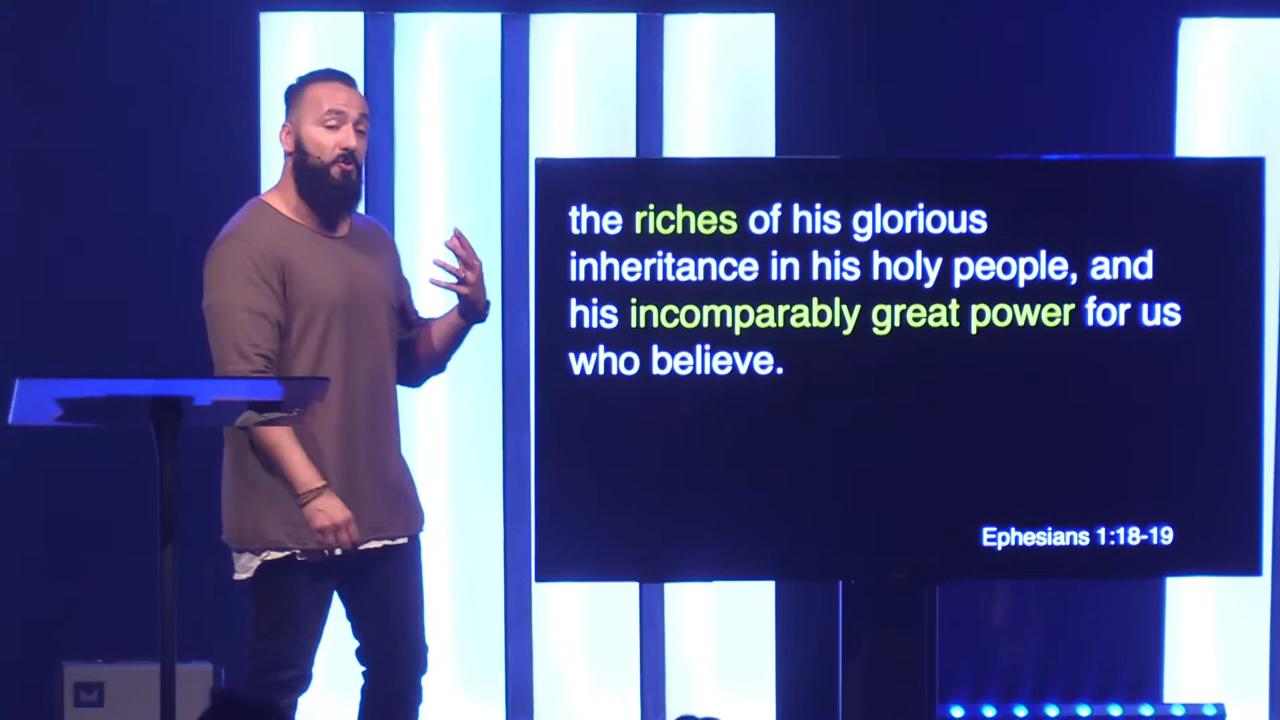 the riches of his glorious
inheritance in his holy people, and
his incomparably great power for us
who believe.
Ephesians 1:18-19